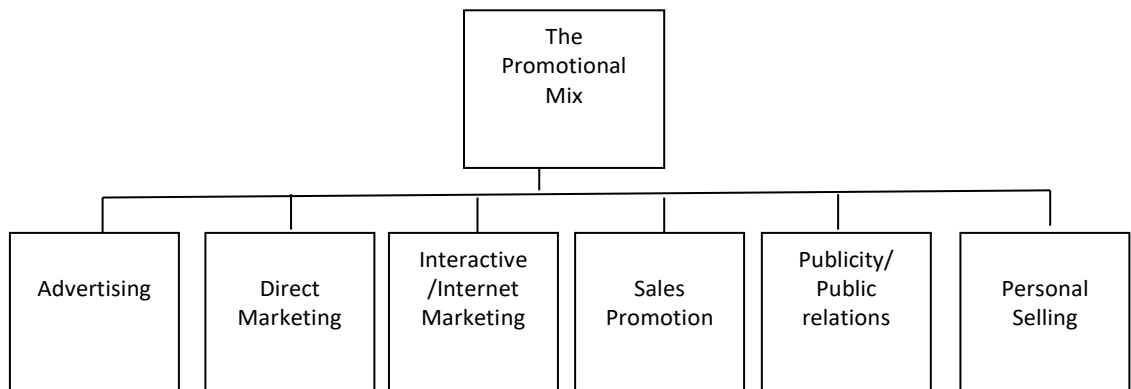 The
Promotional
Mix
Advertising
Direct
Marketing
Interactive
/Internet
Marketing
Sales
Promotion
Publicity/
Public
relations
Personal
Selling